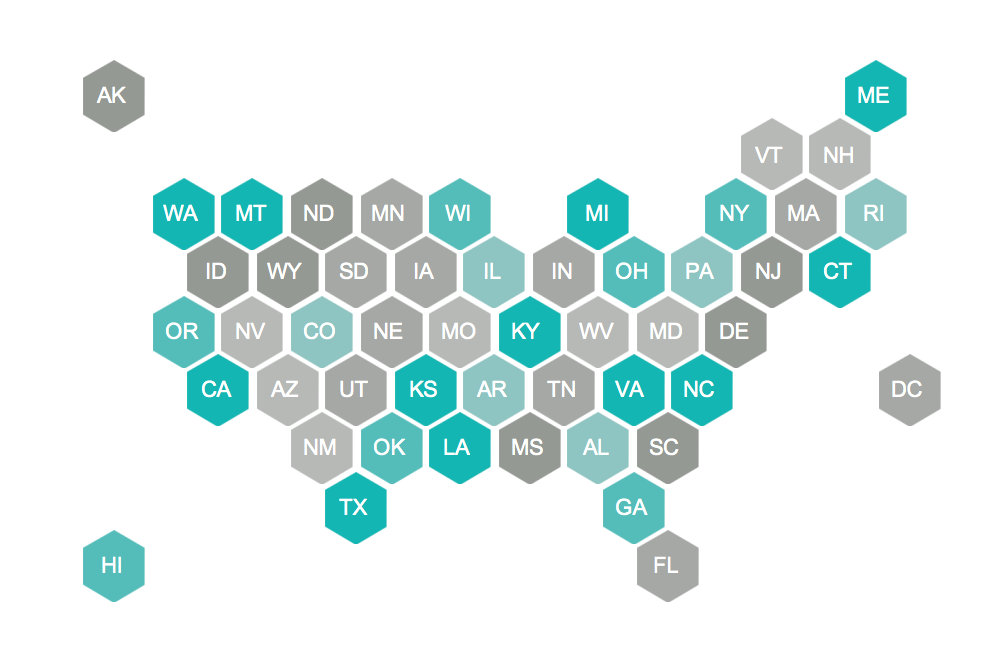 AK ME
VT NH
WA MT ND MN WI MI NY MA RI
ID WY SD IA IL IN OH PA NJ CT
OR NV CO NE MO KY WV MD DE
CA AZ UT KS AR TN VA NC DC
NM OK LA MS AL SC
TX GA
HI FL